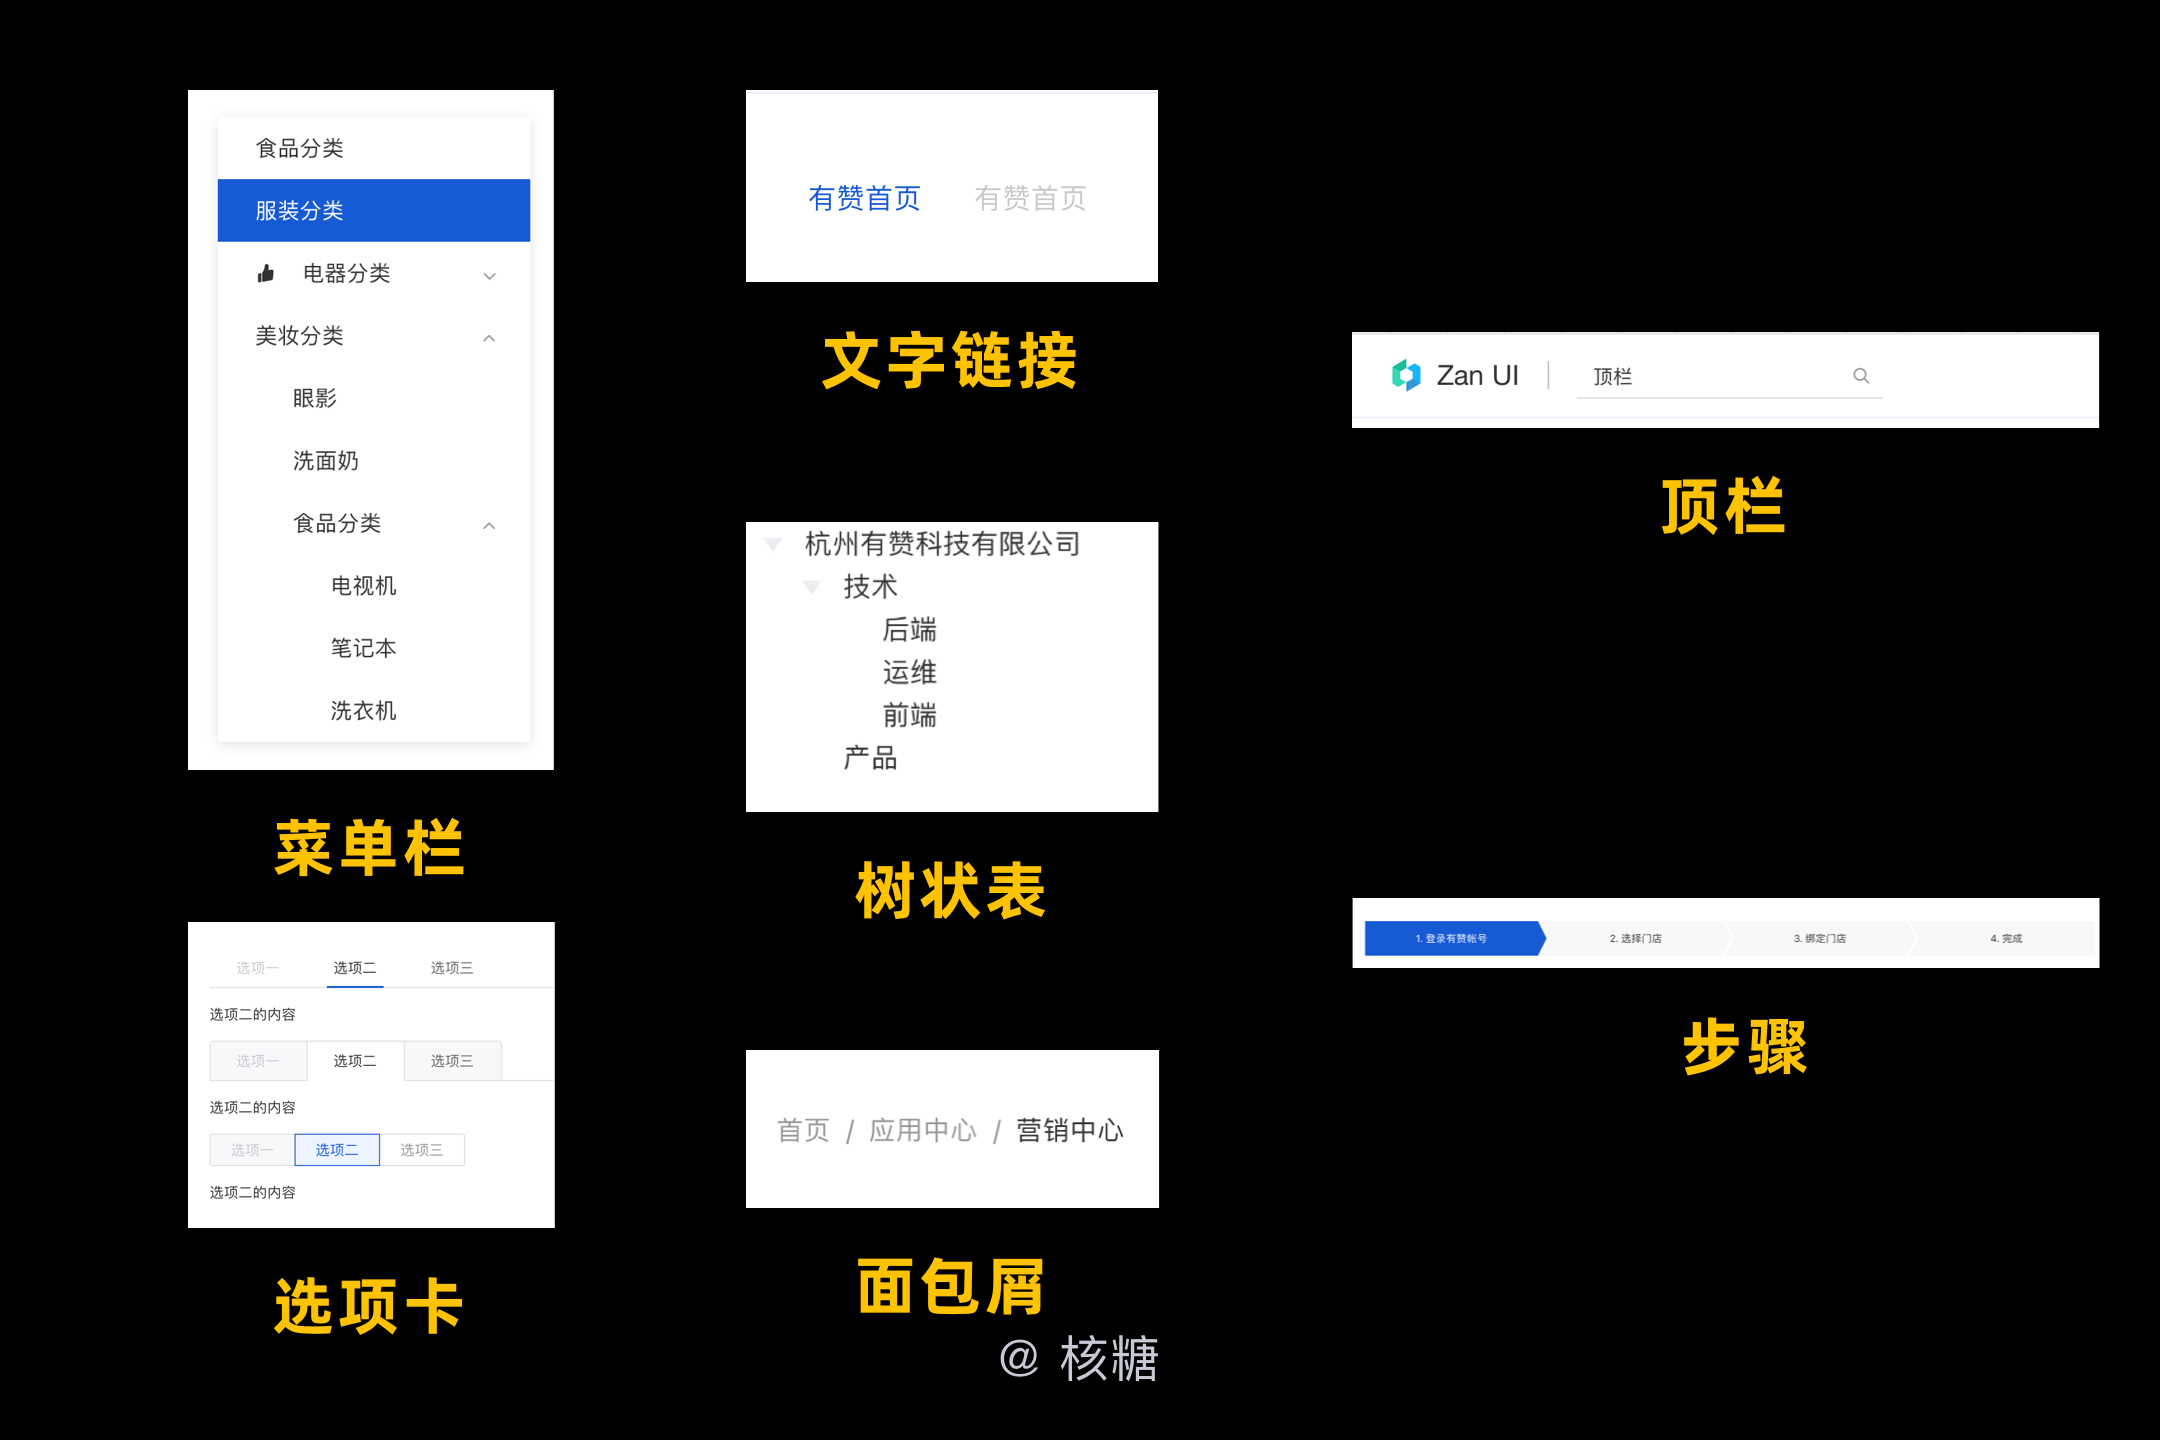 食品分类
服装分类
电器分类
美妆分类
眼影
洗面奶
食品分类
电视机
笔记本
洗衣机
菜单栏
选项一 选项二 选项三
选项二的内容
选项一 选项二 选项三
选项二的内容
选项一 选项二 选项三
选项二的内容
选项卡
有赞首页 有赞首页
文字链接
杭州有赞科技有限公司
技术
后端
运维
前端
产品
树状表
首页 / 应用中心 / 营销中心
面包屑
@ 核糖
Zan UI 顶栏
顶栏
1. 登录有赞帐号 2. 选择门店 3. 绑定门店 4. 完成
步骤